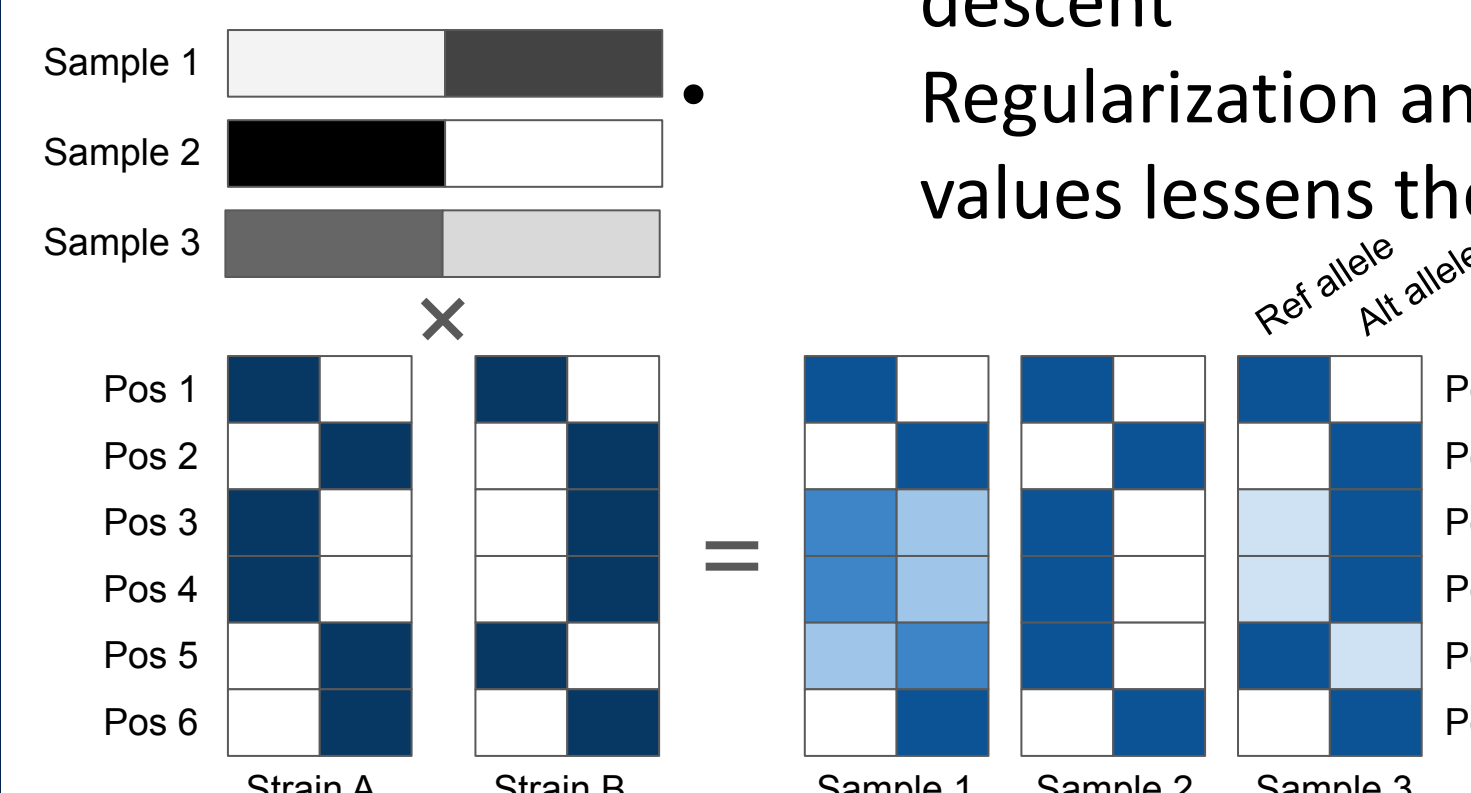 descent
Sample 1
• Regularization an
Sample 2
values lessens the
Sample 3
Ref allele
Alt allele
×
Pos 1
Pos 2
Pos 3
Pos 4
=
Pos 5
Pos 6
Strain A Strain B Sample 1 Sample 2 Sample 3